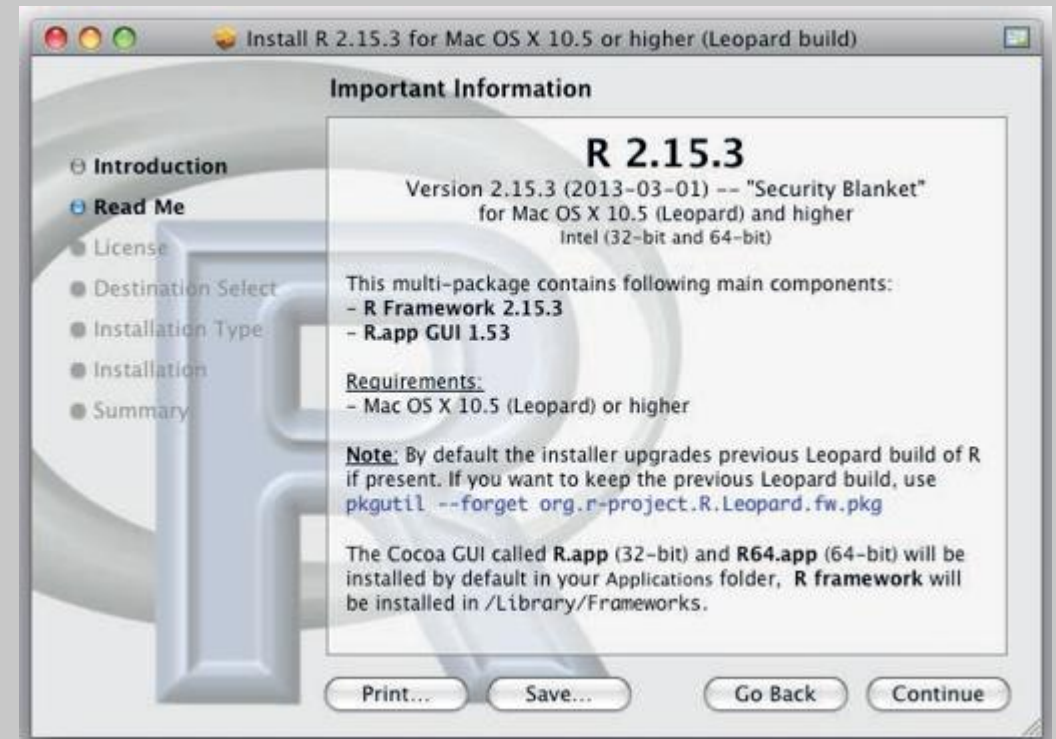 Install R 2.15.3 for Mac OS X 10.5 or higher (Leopard build)
Important Information
Introduction
Read Me
License
Destination Select
Installation Type
Installation
Summary
R 2.15.3
Version 2.15.3 (2013-03-01) -- "Security Blanket"
for Mac OS X 10.5 (Leopard) and higher
Intel (32-bit and 64-bit)
This multi-package contains following main components:
- R Framework 2.15.3
- R.app GUI 1.53
Requirements:
- Mac OS X 10.5 (Leopard) or higher
Note: By default the installer upgrades previous Leopard build of R
if present. If you want to keep the previous Leopard build, use
pkgutil --forget org.r-project.R.Leopard.fw.pkg
The Cocoa GUI called R.app (32-bit) and R64.app (64-bit) will be
installed by default in your Applications folder, R framework will
be installed in /Library/Frameworks.
Print...
Save...
Go Back
Continue